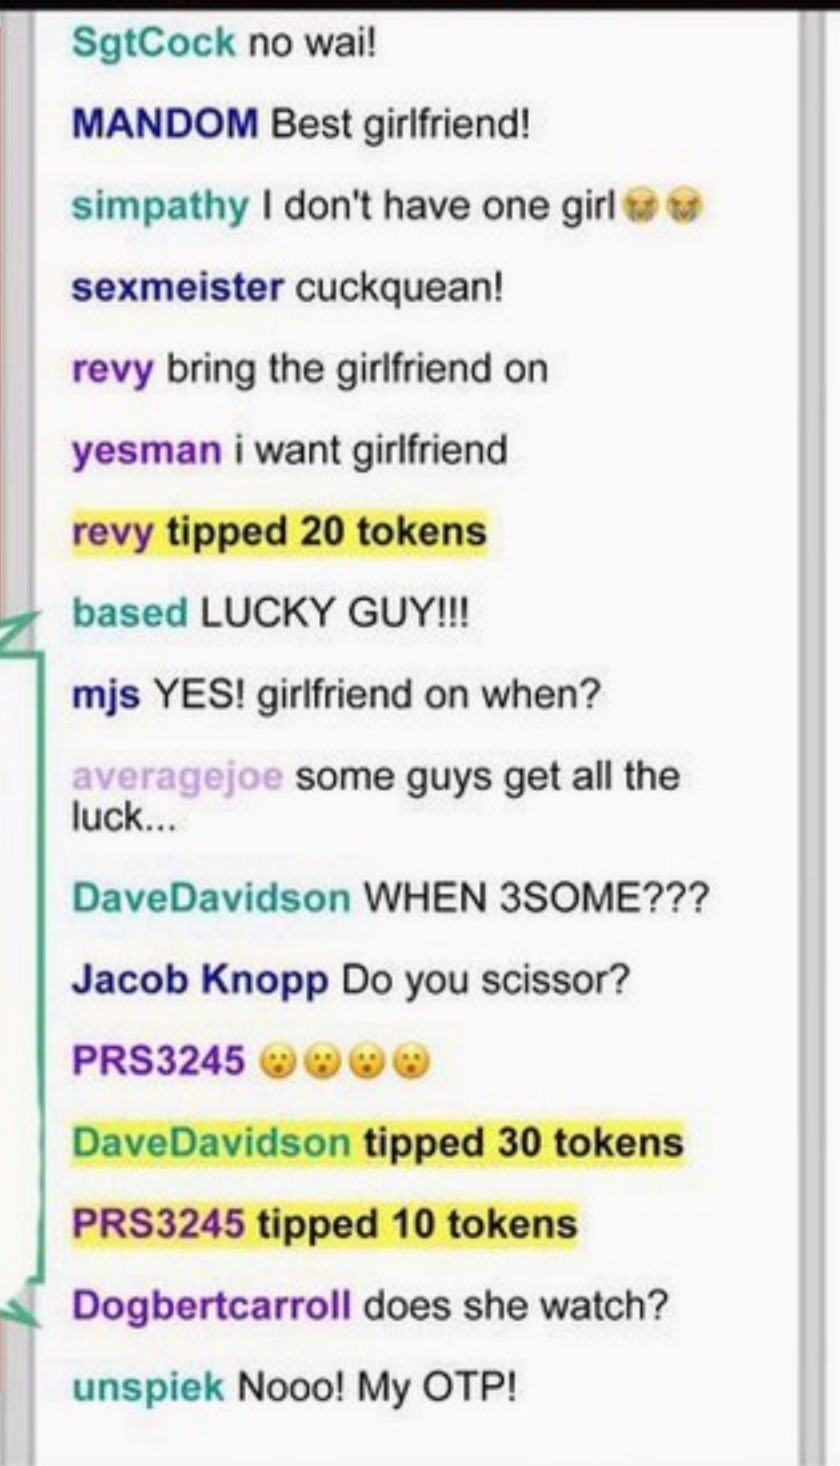 SgtCock no wai!
MANDOM Best girlfriend!
simpathy I don't have one girl😭😭
sexmeister cuckquean!
revy bring the girlfriend on
yesman i want girlfriend
revy tipped 20 tokens
based LUCKY GUY!!!
mjs YES! girlfriend on when?
averagejoe some guys get all the
luck...
DaveDavidson WHEN 3SOME???
Jacob Knopp Do you scissor?
PRS3245 😮😮😮😮
DaveDavidson tipped 30 tokens
PRS3245 tipped 10 tokens
Dogbertcarroll does she watch?
unspiek Nooo! My OTP!